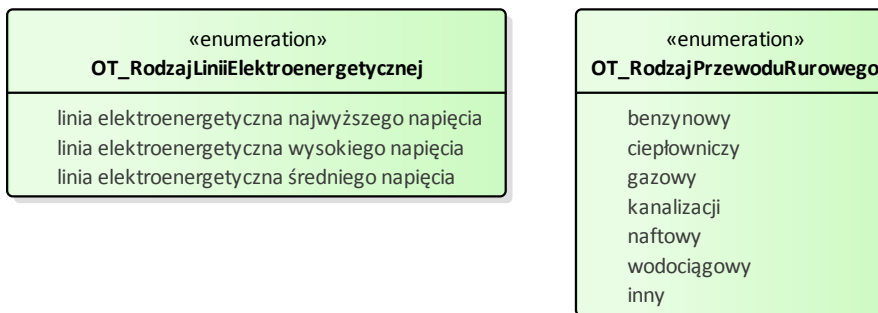 «enumeration»
OT_RodzajLiniiElektroenergetycznej
linia elektroenergetyczna najwyższego napięcia
linia elektroenergetyczna wysokiego napięcia
linia elektroenergetyczna średniego napięcia
«enumeration»
OT_RodzajPrzewoduRurowego
benzynowy
ciepłowniczy
gazowy
kanalizacji
naftowy
wodociągowy
inny